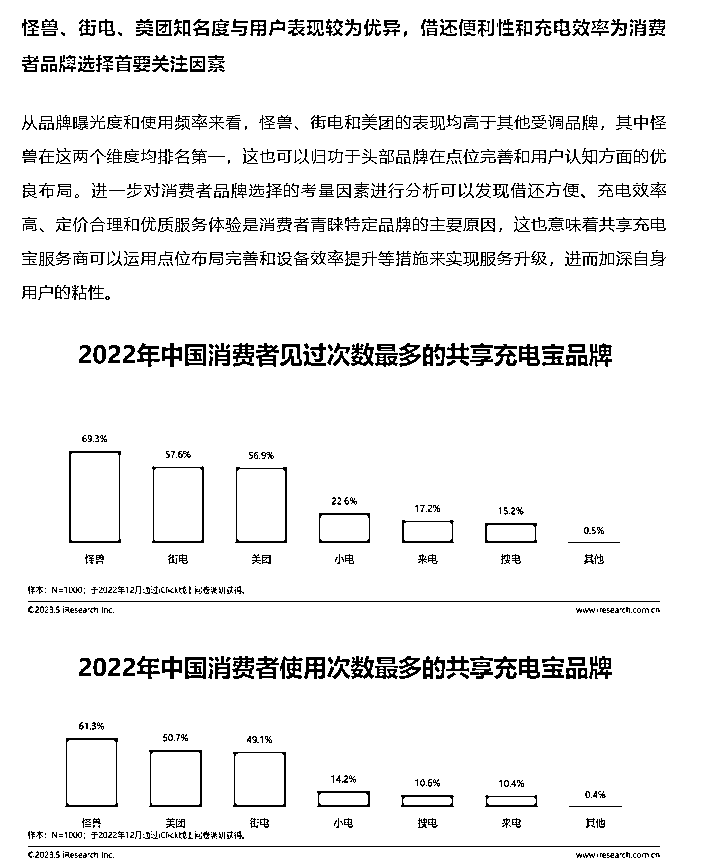 怪兽、街电、美团知名度与用户表现较为优异，借还便利性和充电效率为消费
者品牌选择首要关注因素
从品牌曝光度和使用频率来看，怪兽、街电和美团的表现均高于其他受调品牌，其中怪
兽在这两个维度均排名第一，这也可以归功于头部品牌在点位完善和用户认知方面的优
良布局。进一步对消费者品牌选择的考量因素进行分析可以发现借还方便、充电效率
高、定价合理和优质服务体验是消费者青睐特定品牌的主要原因，这也意味着共享充电
宝服务商可以运用点位布局完善和设备效率提升等措施来实现服务升级，进而加深自身
用户的粘性。
2022年中国消费者见过次数最多的共享充电宝品牌
69.3%
57.6%
56.9%
22.6%
17.2%
15.2%
0.5%
怪兽
街电
美团
小电
来电
搜电
其他
样本：N=1000；于2022年12月通过iClick线上问卷调研获得。
©2023.5 iResearch Inc.
www.iresearch.com.cn
2022年中国消费者使用次数最多的共享充电宝品牌
61.3%
50.7%
49.1%
14.2%
10.6%
10.4%
0.4%
怪兽
美团
街电
小电
搜电
来电
其他
样本：N=1000；于2022年12月通过iClick线上问卷调研获得。
©2023.5 iResearch Inc.
www.iresearch.com.cn